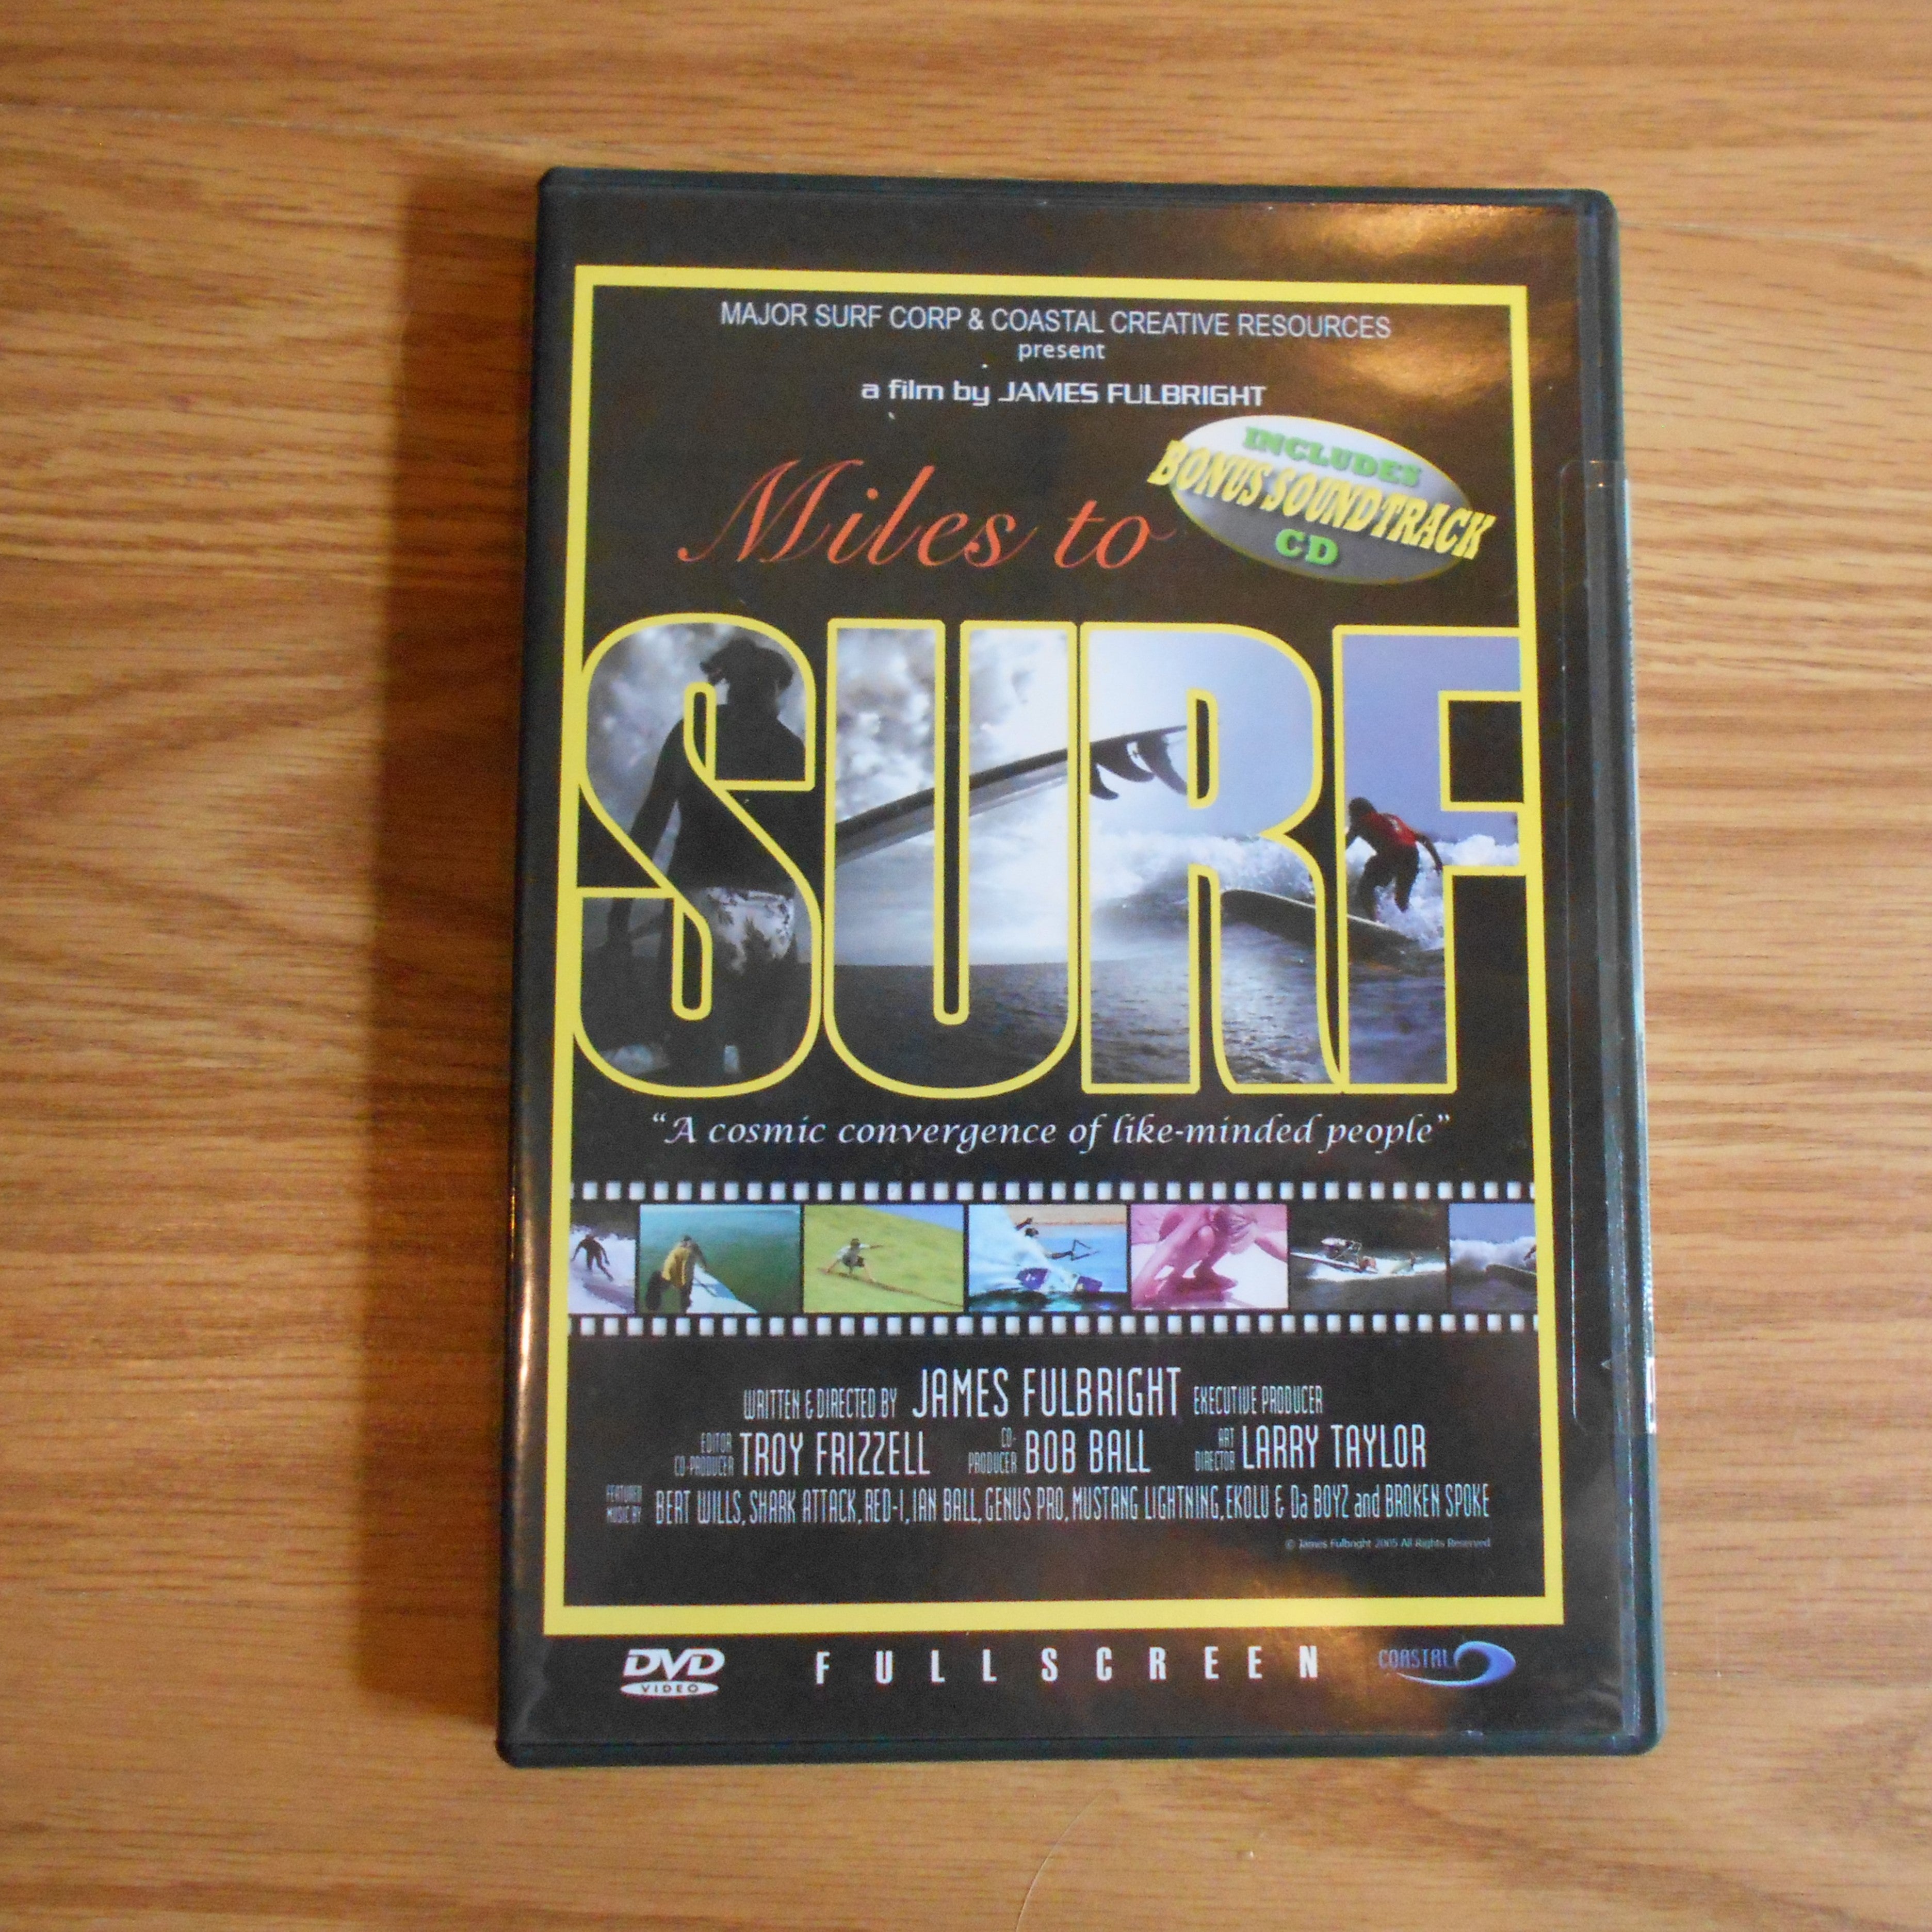 MAJOR SURF CORP & COASTAL CREATIVE RESOURCES
present
a film by JAMES FULBRIGHT
INCLUDES
BONUS SOUNDTRACK
CD
Miles to
SURF
“A cosmic convergence of like-minded people”
WRITTEN & DIRECTED BY JAMES FULBRIGHT EXECUTIVE PRODUCER
EDITOR CO-PRODUCER TROY FRIZZELL CO-PRODUCER BOB BALL ART DIRECTOR LARRY TAYLOR
FEATURED MUSIC BY BERT WILLS, SHARK ATTACK, RED-I, IAN BALL, GENUS PRO, MUSTANG LIGHTNING, EKOLU & Da BOYZ and BROKEN SPOKE
© James Fulbright 2005 All Rights Reserved
DVD VIDEO FULLSCREEN COASTAL